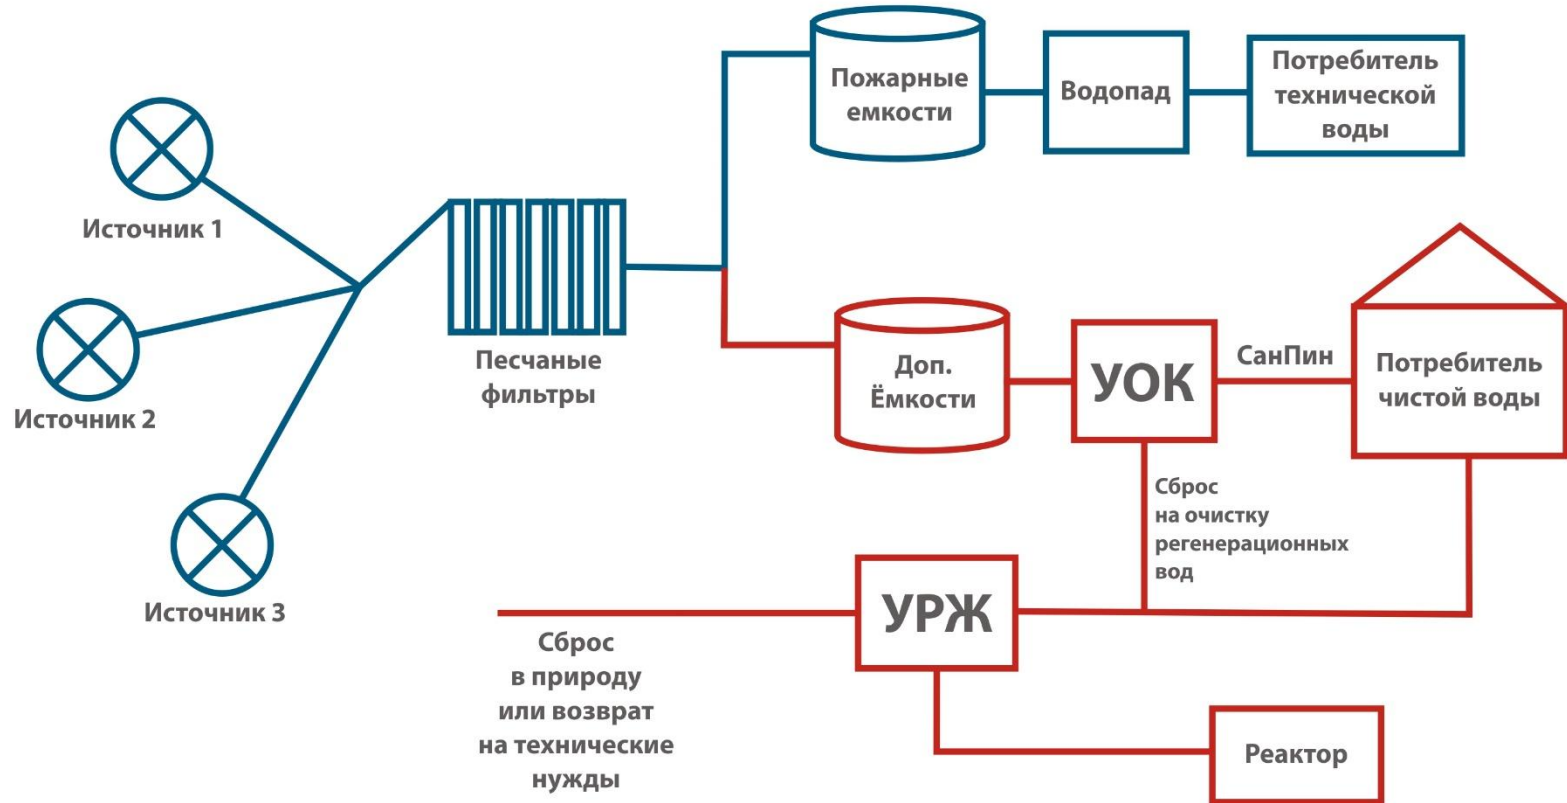 Пожарные
емкости
Водопад
Потребитель
технической
воды
Источник 1
Источник 2
Источник 3
Песчаные
фильтры
Доп.
Ёмкости
УОК
СанПин
Потребитель
чистой воды
Сброс
на очистку
регенерационных
вод
УРЖ
Сброс
в природу
или возврат
на технические
нужды
Реактор